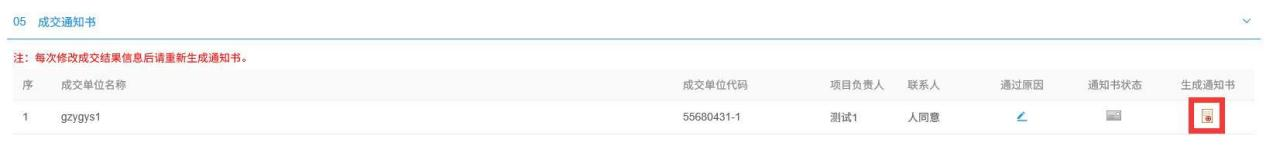 05 成交通知书
注：每次修改成交结果信息后请重新生成通知书。
序 成交单位名称 成交单位代码 项目负责人 联系人 通过原因 通知书状态 生成通知书
1 gzygys1 55680431-1 测试1 人同意